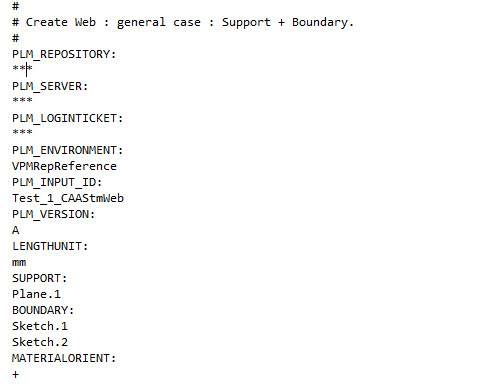 #
# Create Web : general case : Support + Boundary.
#
PLM_REPOSITORY:
***
PLM_SERVER:
***
PLM_LOGINTICKET:
***
PLM_ENVIRONMENT:
VPMRepReference
PLM_INPUT_ID:
Test_1_CAAStmWeb
PLM_VERSION:
A
LENGTHUNIT:
mm
SUPPORT:
Plane.1
BOUNDARY:
Sketch.1
Sketch.2
MATERIALORIENT:
+